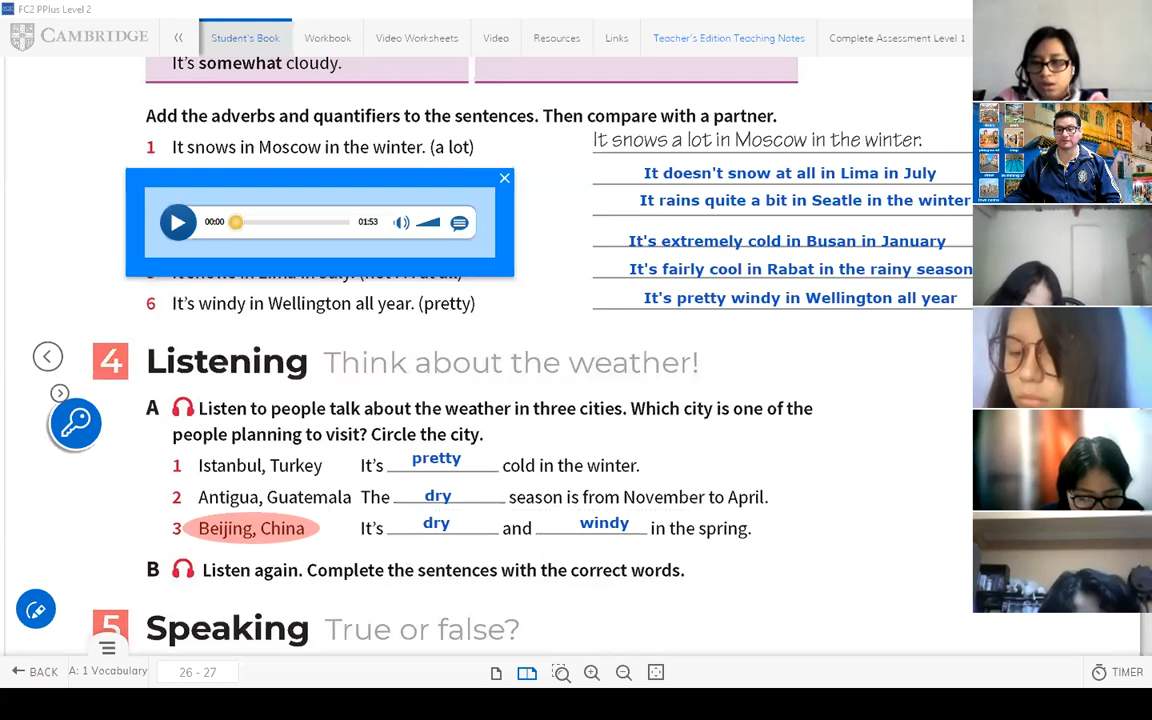 FC2 PPlus Level 2
CAMBRIDGE
Student's Book
Workbook
Video Worksheets
Video
Resources
Links
Teacher's Edition Teaching Notes
Complete Assessment Level 1
It's somewhat cloudy.
Add the adverbs and quantifiers to the sentences. Then compare with a partner.
1 It snows in Moscow in the winter. (a lot)
It snows a lot in Moscow in the winter.
It doesn't snow at all in Lima in July
It rains quite a bit in Seatle in the winter
00:00
01:53
It's extremely cold in Busan in January
It's fairly cool in Rabat in the rainy season
6 It's windy in Wellington all year. (pretty)
It's pretty windy in Wellington all year
4 Listening Think about the weather!
A Listen to people talk about the weather in three cities. Which city is one of the
people planning to visit? Circle the city.
1 Istanbul, Turkey It's pretty cold in the winter.
2 Antigua, Guatemala The dry season is from November to April.
3 Beijing, China It's dry and windy in the spring.
B Listen again. Complete the sentences with the correct words.
5 Speaking True or false?
BACK
A: 1 Vocabulary
26 - 27
TIMER